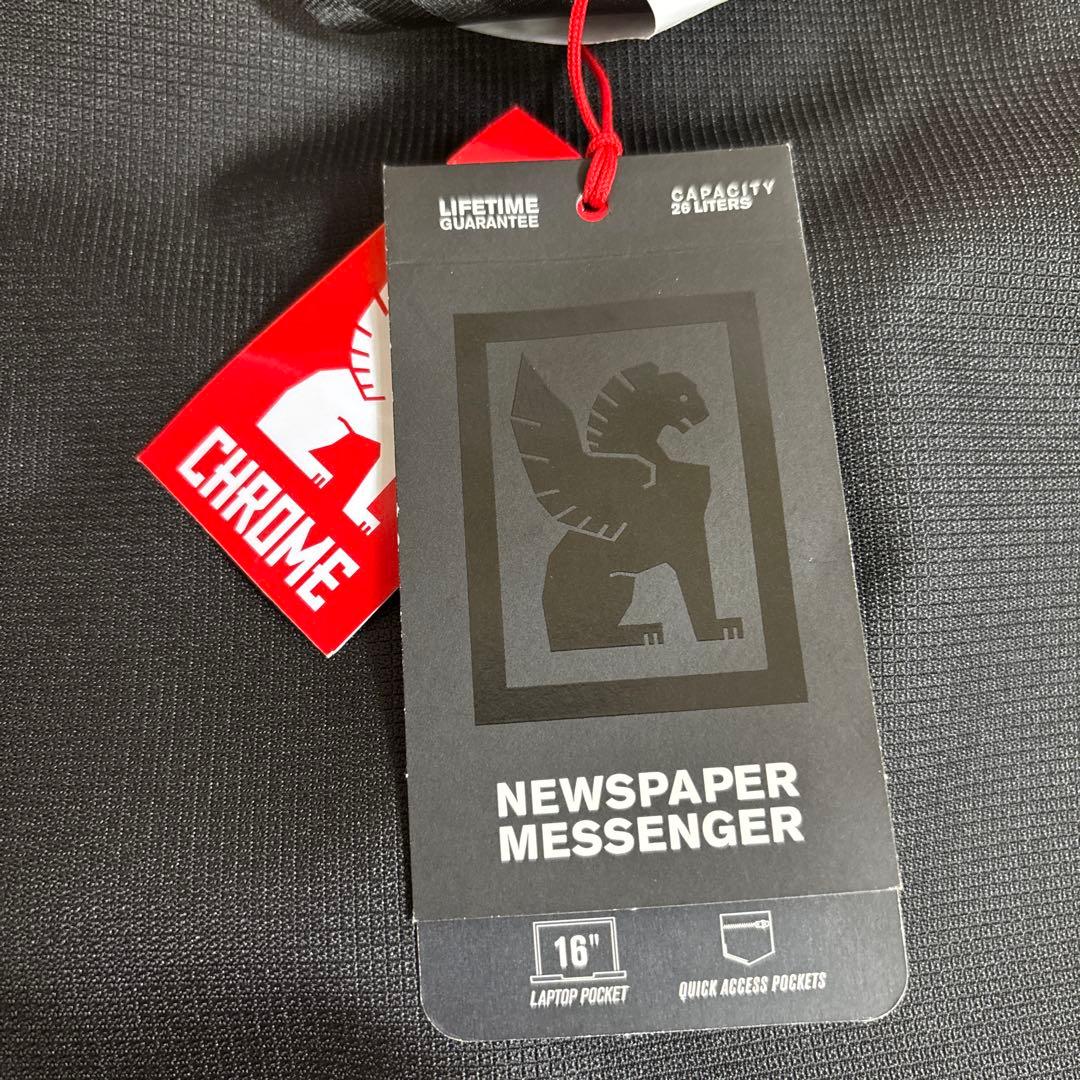 LIFETIME
GUARANTEE
CAPACITY
26 LITERS
CHROME
NEWSPAPER
MESSENGER
16"
LAPTOP POCKET
QUICK ACCESS POCKETS